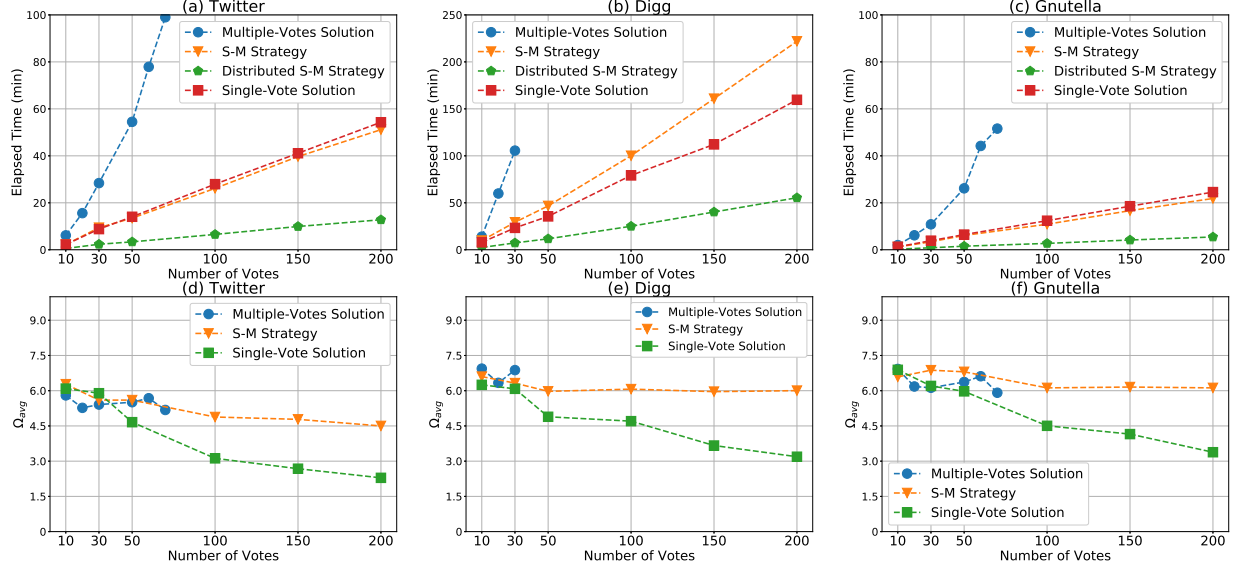 (a) Twitter
100
80
60
40
20
0
Elapsed Time (min)
Multiple-Votes Solution
S-M Strategy
Distributed S-M Strategy
Single-Vote Solution
10 30 50 100 150 200
Number of Votes
(b) Digg
250
200
150
100
50
0
Elapsed Time (min)
Multiple-Votes Solution
S-M Strategy
Distributed S-M Strategy
Single-Vote Solution
10 30 50 100 150 200
Number of Votes
(c) Gnutella
100
80
60
40
20
0
Elapsed Time (min)
Multiple-Votes Solution
S-M Strategy
Distributed S-M Strategy
Single-Vote Solution
10 30 50 100 150 200
Number of Votes
(d) Twitter
9.0
7.5
6.0
4.5
3.0
1.5
0
Ωavg
Multiple-Votes Solution
S-M Strategy
Single-Vote Solution
10 30 50 100 150 200
Number of Votes
(e) Digg
9.0
7.5
6.0
4.5
3.0
1.5
0
Ωavg
Multiple-Votes Solution
S-M Strategy
Single-Vote Solution
10 30 50 100 150 200
Number of Votes
(f) Gnutella
9.0
7.5
6.0
4.5
3.0
1.5
0
Ωavg
Multiple-Votes Solution
S-M Strategy
Single-Vote Solution
10 30 50 100 150 200
Number of Votes